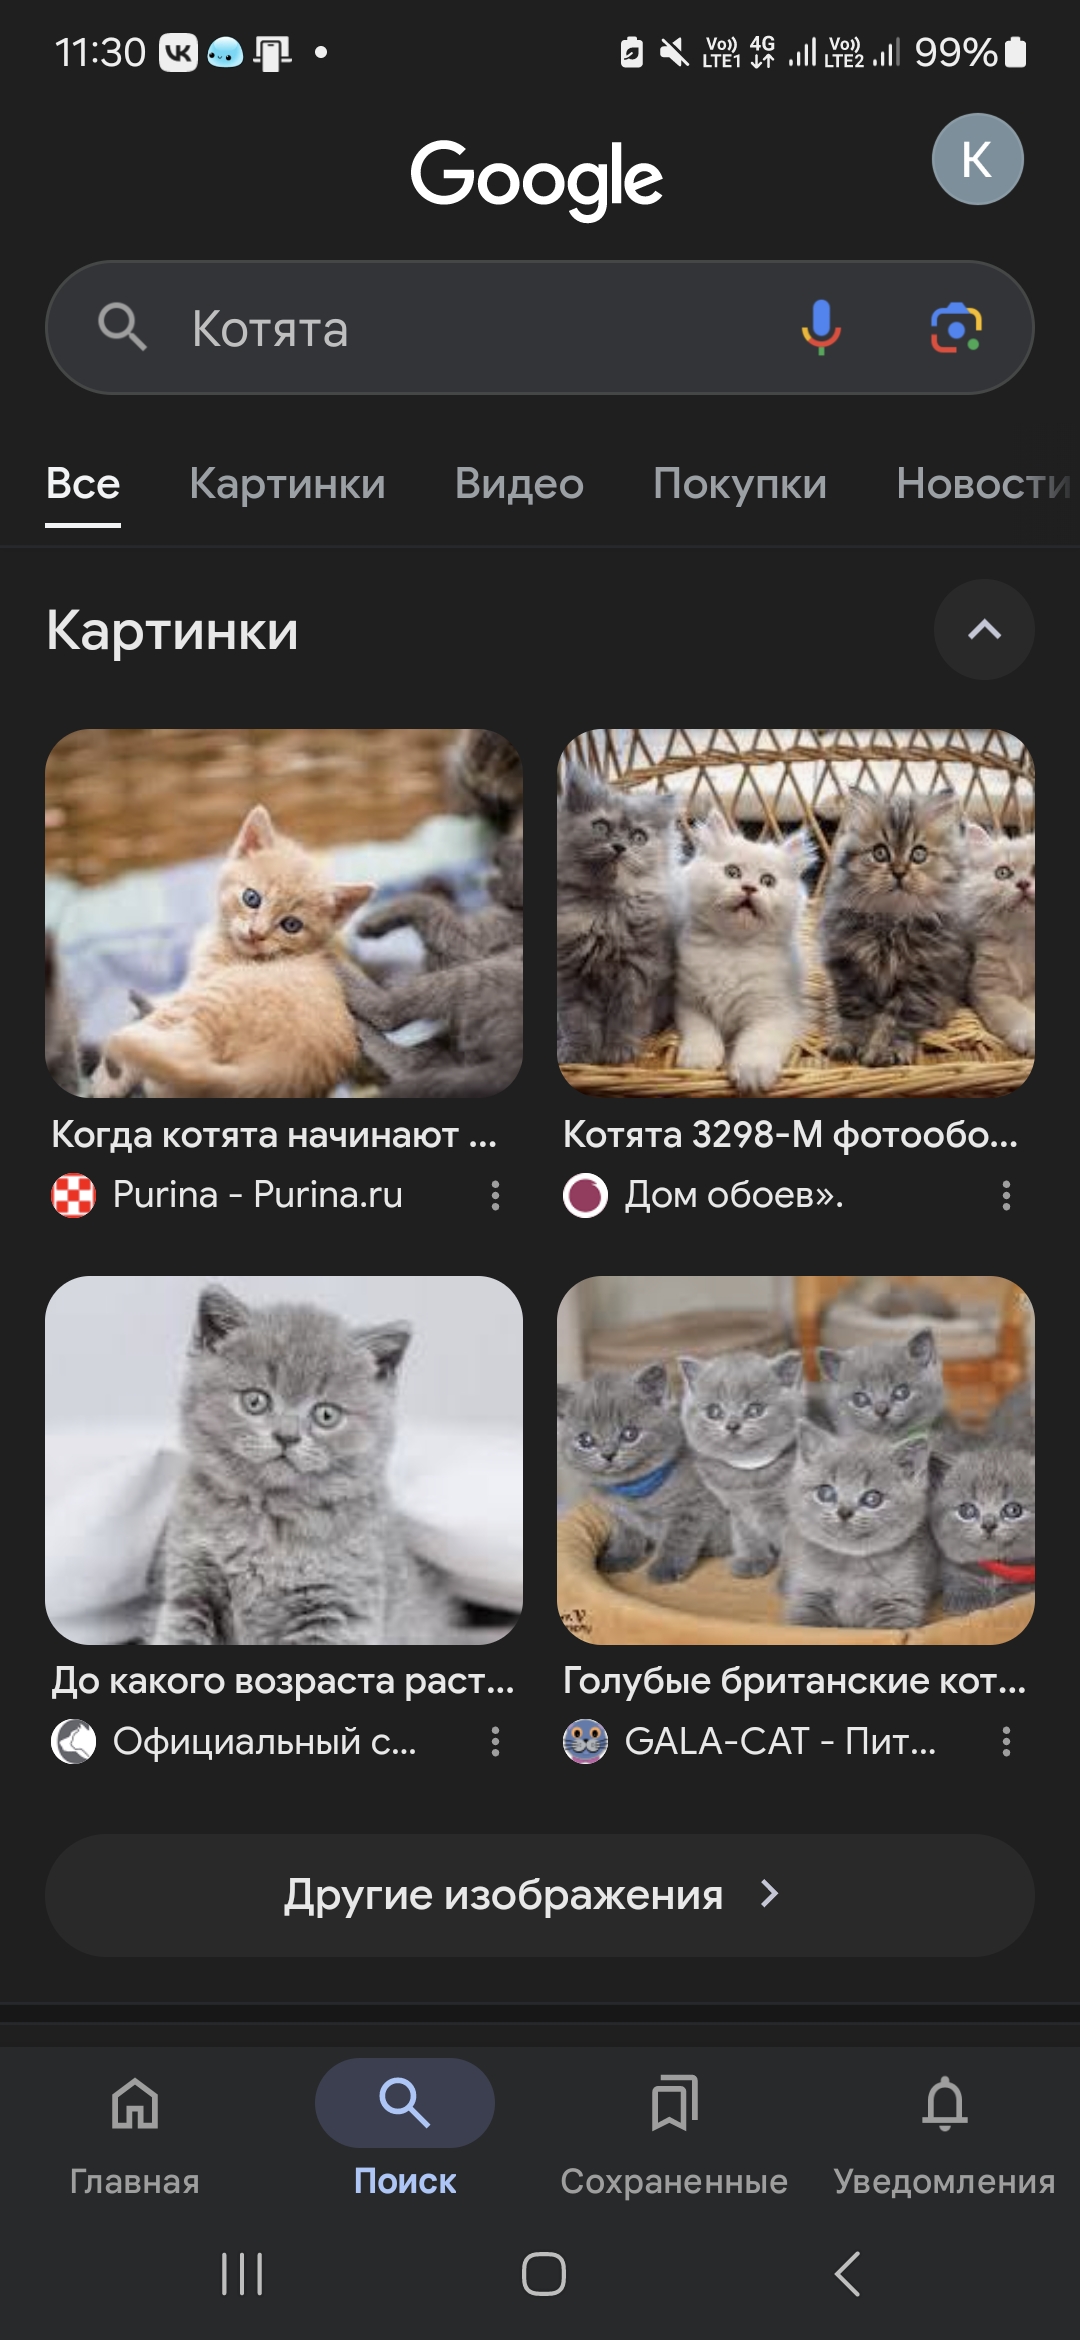 11:30
VK
Vo)) LTE1 4G Vo)) LTE2 99%
Google
K
Котята
Все Картинки Видео Покупки Новости
Картинки
Когда котята начинают ...
Purina - Purina.ru
Котята 3298-М фотообо...
Дом обоев».
До какого возраста раст...
Официальный с...
Голубые британские кот...
GALA-CAT - Пит...
Другие изображения
Главная Поиск Сохраненные Уведомления